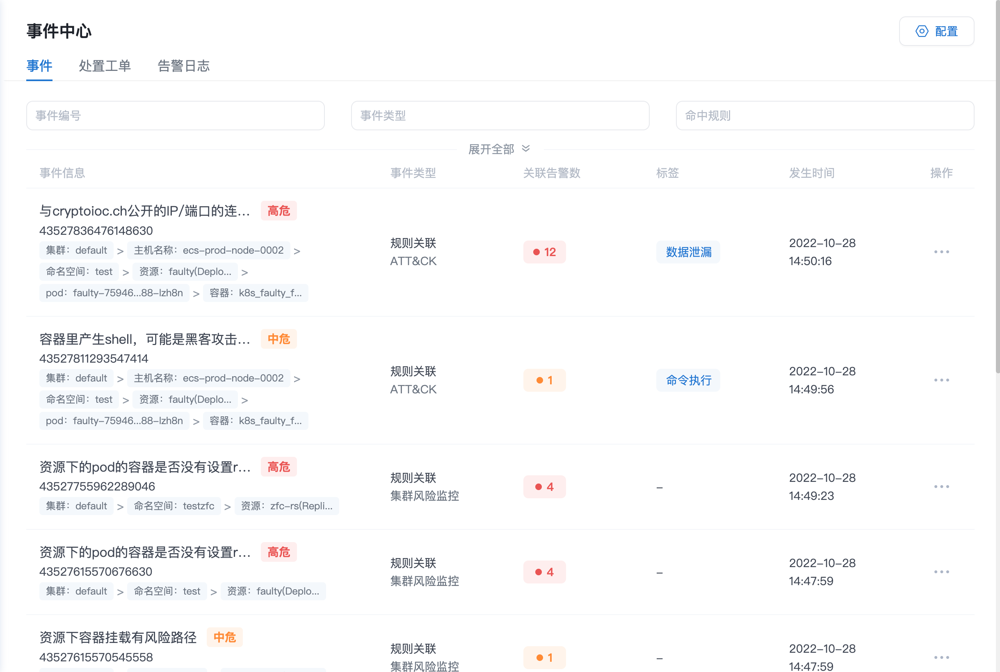 事件中心
配置
事件 处置工单 告警日志
事件编号 事件类型 命中规则
展开全部
事件信息 事件类型 关联告警数 标签 发生时间 操作
与cryptoioc.ch公开的IP/端口的连... 高危
43527836476148630
集群：default > 主机名称：ecs-prod-node-0002 >
命名空间：test > 资源：faulty(Deplo... >
pod：faulty-75946...88-lzh8n > 容器：k8s_faulty_f...
规则关联
ATT&CK
12
数据泄漏
2022-10-28
14:50:16
容器里产生shell，可能是黑客攻击... 中危
43527811293547414
集群：default > 主机名称：ecs-prod-node-0002 >
命名空间：test > 资源：faulty(Deplo... >
pod：faulty-75946...88-lzh8n > 容器：k8s_faulty_f...
规则关联
ATT&CK
1
命令执行
2022-10-28
14:49:56
资源下的pod的容器是否没有设置r... 高危
43527755962289046
集群：default > 命名空间：testzfc > 资源：zfc-rs(Repli...
规则关联
集群风险监控
4
-
2022-10-28
14:49:23
资源下的pod的容器是否没有设置r... 高危
43527615570676630
集群：default > 命名空间：test > 资源：faulty(Deplo...
规则关联
集群风险监控
4
-
2022-10-28
14:47:59
资源下容器挂载有风险路径 中危
43527615570545558
规则关联
集群风险监控
1
-
2022-10-28
14:47:59